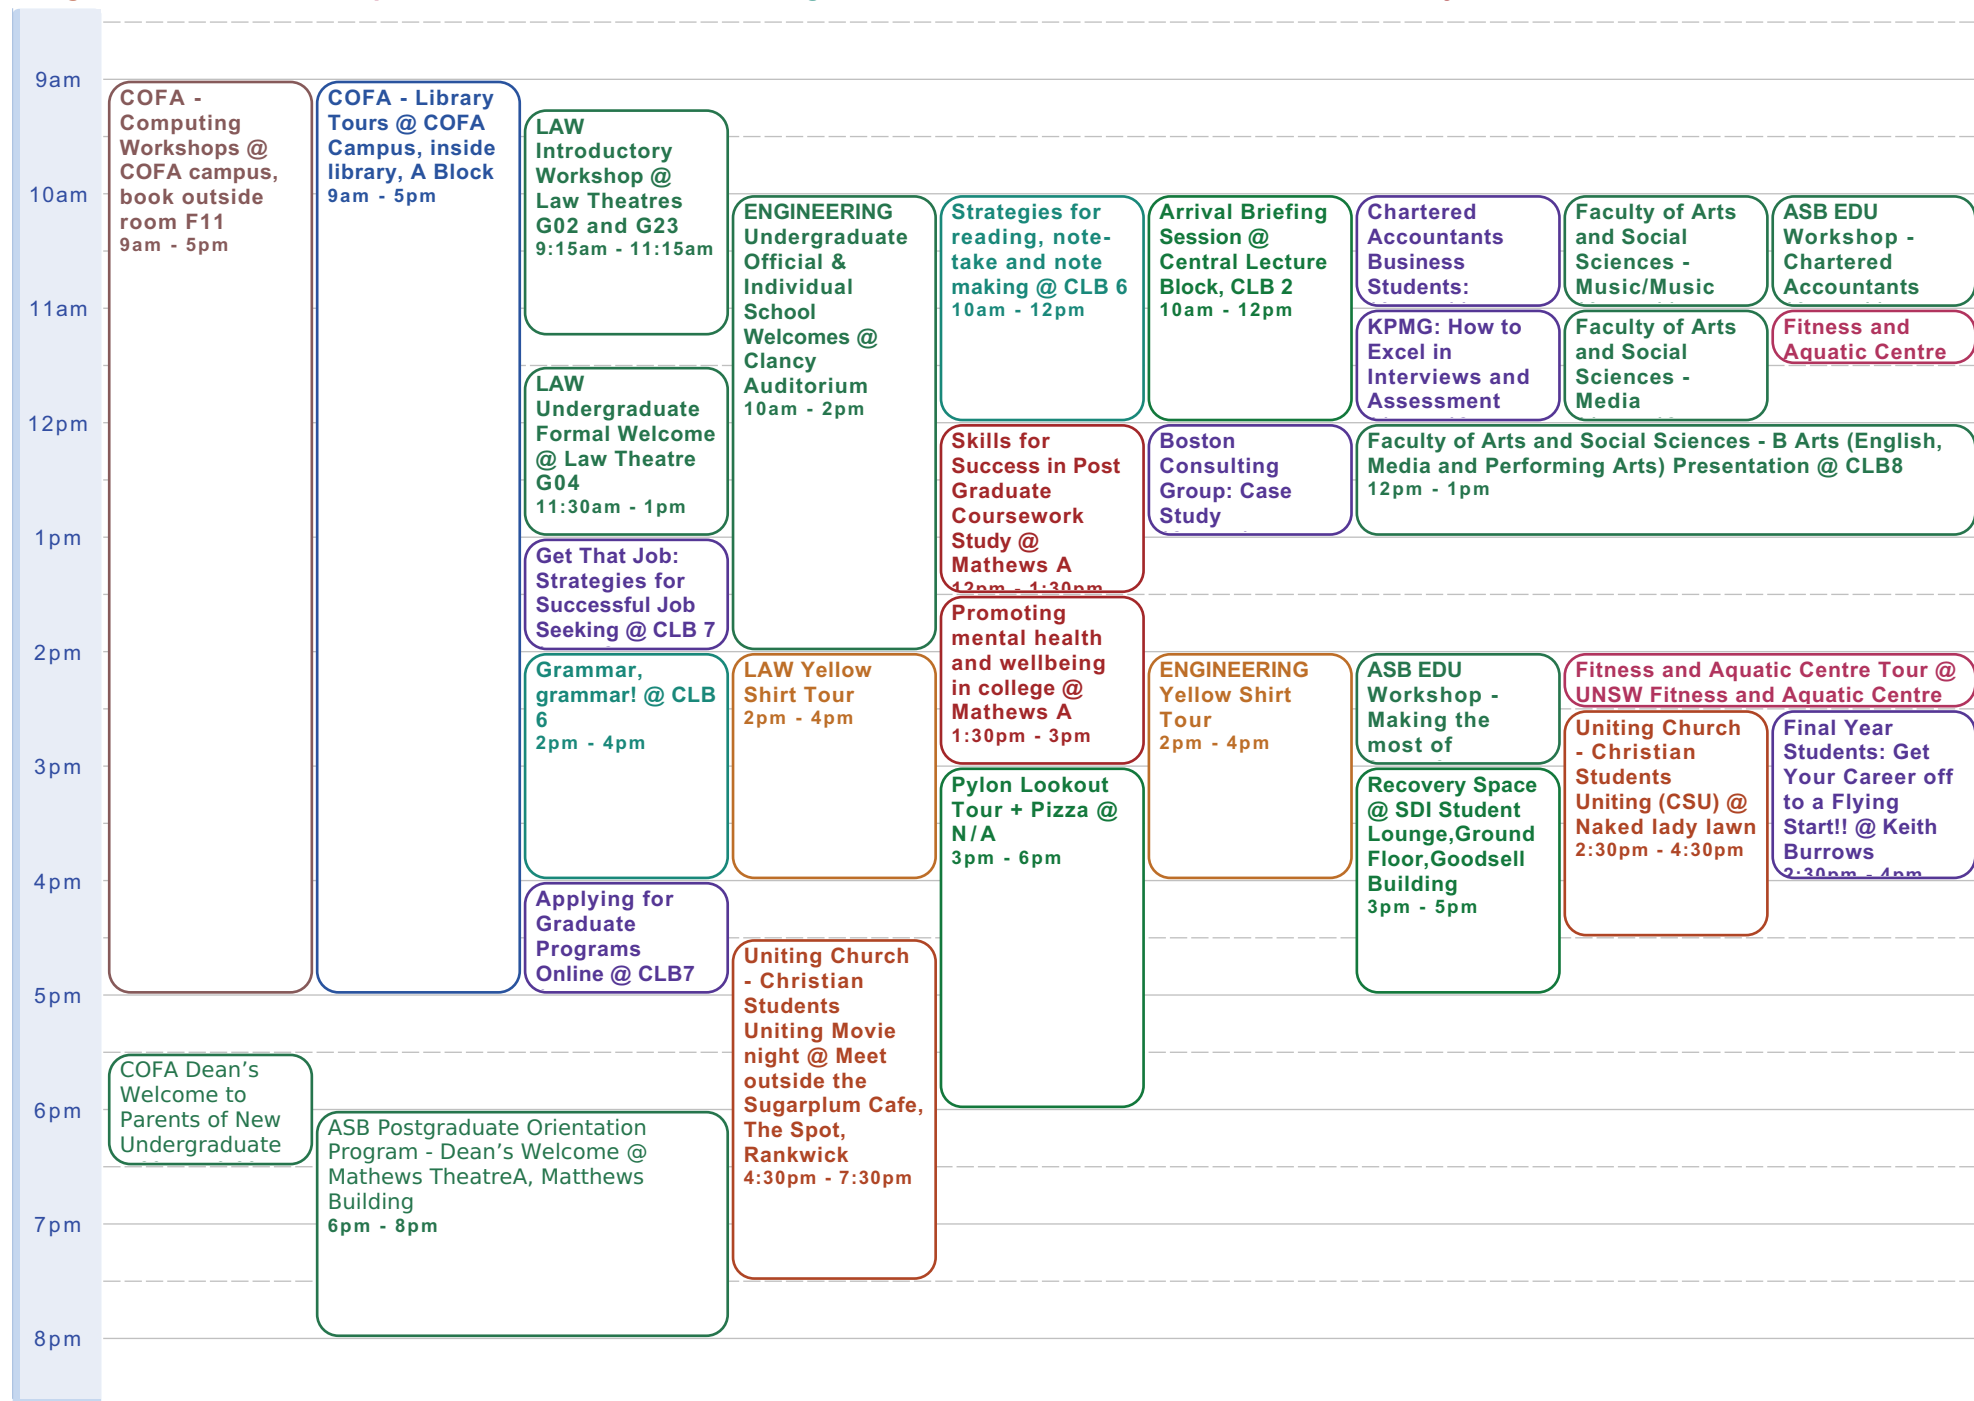 9am
10am
11am
12pm
1pm
2pm
3pm
4pm
5pm
6pm
7pm
8pm
COFA -
Computing
Workshops @
COFA campus,
book outside
room F11
9am - 5pm
COFA - Library
Tours @ COFA
Campus, inside
library, A Block
9am - 5pm
LAW
Introductory
Workshop @
Law Theatres
G02 and G23
9:15am - 11:15am
ENGINEERING
Undergraduate
Official &
Individual
School
Welcomes @
Clancy
Auditorium
10am - 2pm
Strategies for
reading, note-
take and note
making @ CLB 6
10am - 12pm
Arrival Briefing
Session @
Central Lecture
Block, CLB 2
10am - 12pm
Chartered
Accountants
Business
Students:
Faculty of Arts
and Social
Sciences -
Music/Music
ASB EDU
Workshop -
Chartered
Accountants
KPMG: How to
Excel in
Interviews and
Assessment
Faculty of Arts
and Social
Sciences -
Media
Fitness and
Aquatic Centre
LAW
Undergraduate
Formal Welcome
@ Law Theatre
G04
11:30am - 1pm
Skills for
Success in Post
Graduate
Coursework
Study @
Mathews A
12pm - 1:30pm
Boston
Consulting
Group: Case
Study
Faculty of Arts and Social Sciences - B Arts (English,
Media and Performing Arts) Presentation @ CLB8
12pm - 1pm
Get That Job:
Strategies for
Successful Job
Seeking @ CLB 7
Promoting
mental health
and wellbeing
in college @
Mathews A
1:30pm - 3pm
Grammar,
grammar! @ CLB
6
2pm - 4pm
LAW Yellow
Shirt Tour
2pm - 4pm
ENGINEERING
Yellow Shirt
Tour
2pm - 4pm
ASB EDU
Workshop -
Making the
most of
Fitness and Aquatic Centre Tour @
UNSW Fitness and Aquatic Centre
Uniting Church
- Christian
Students
Uniting (CSU) @
Naked lady lawn
2:30pm - 4:30pm
Final Year
Students: Get
Your Career off
to a Flying
Start!! @ Keith
Burrows
2:30pm - 4pm
Pylon Lookout
Tour + Pizza @
N/A
3pm - 6pm
Recovery Space
@ SDI Student
Lounge,Ground
Floor,Goodsell
Building
3pm - 5pm
Applying for
Graduate
Programs
Online @ CLB7
Uniting Church
- Christian
Students
Uniting Movie
night @ Meet
outside the
Sugarplum Cafe,
The Spot,
Rankwick
4:30pm - 7:30pm
COFA Dean's
Welcome to
Parents of New
Undergraduate
ASB Postgraduate Orientation
Program - Dean's Welcome @
Mathews TheatreA, Matthews
Building
6pm - 8pm